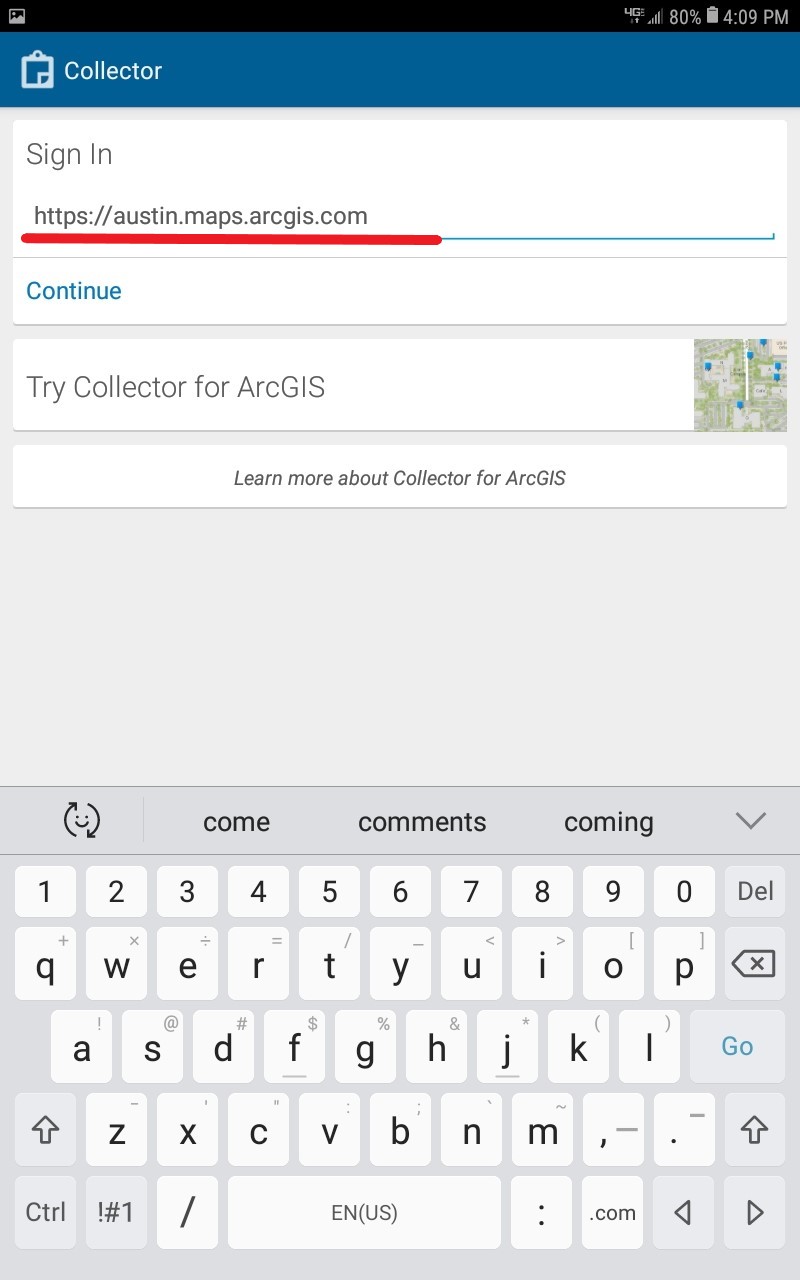 4GE 80% 4:09 PM
Collector
Sign In
https://austin.maps.arcgis.com
Continue
Try Collector for ArcGIS
Learn more about Collector for ArcGIS
come comments coming
1 2 3 4 5 6 7 8 9 0 Del
+ × ÷ = / _ < > [ ]
q w e r t y u i o p
! @ # $ % & * ( )
a s d f g h j k l Go
- ' " : ; ` ~
z x c v b n m , .
Ctrl !#1 / EN(US) : .com